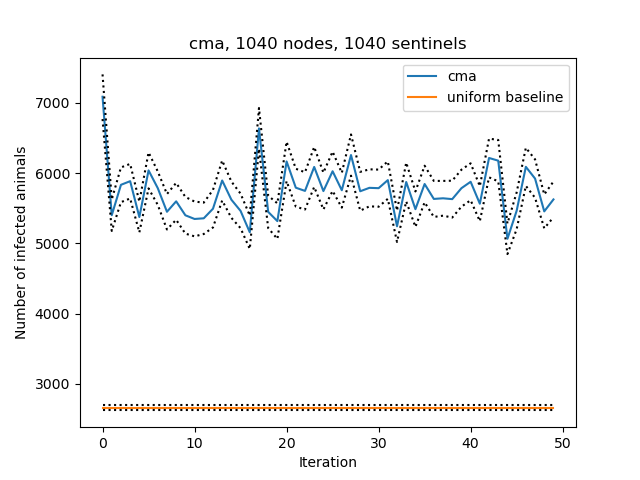 cma, 1040 nodes, 1040 sentinels
cma
uniform baseline
Number of infected animals
7000
6000
5000
4000
3000
0
10
20
30
40
50
Iteration